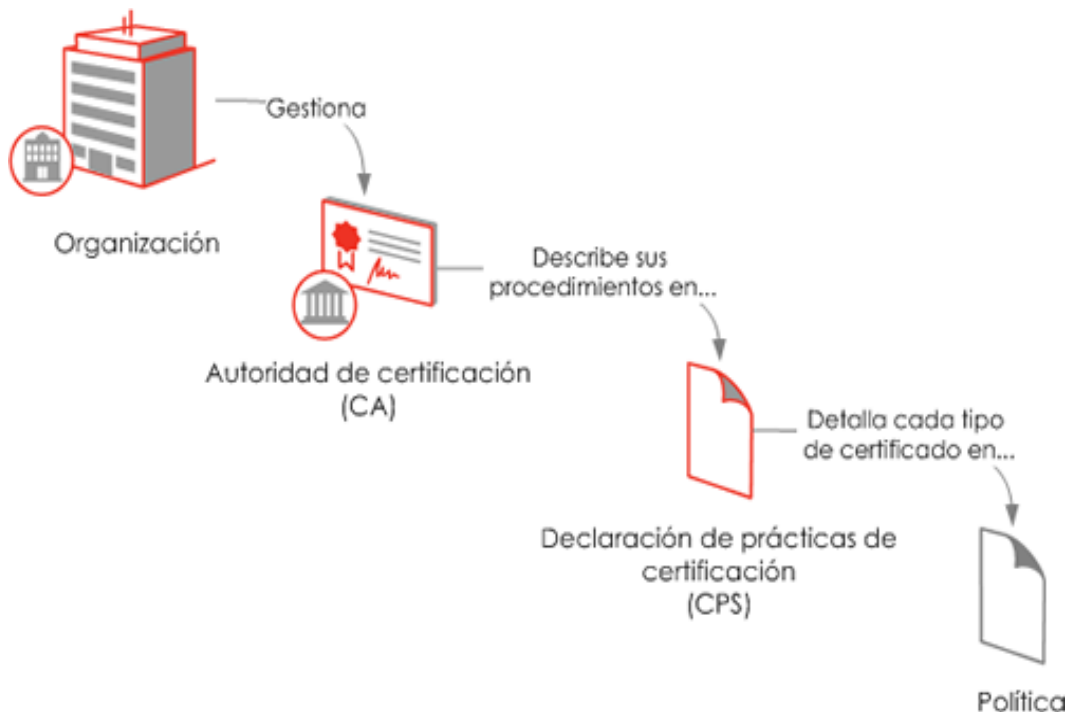 Gestiona
Organización
Describe sus
procedimientos en...
Autoridad de certificación
(CA)
Detalla cada tipo
de certificado en...
Declaración de prácticas de
certificación
(CPS)
Política